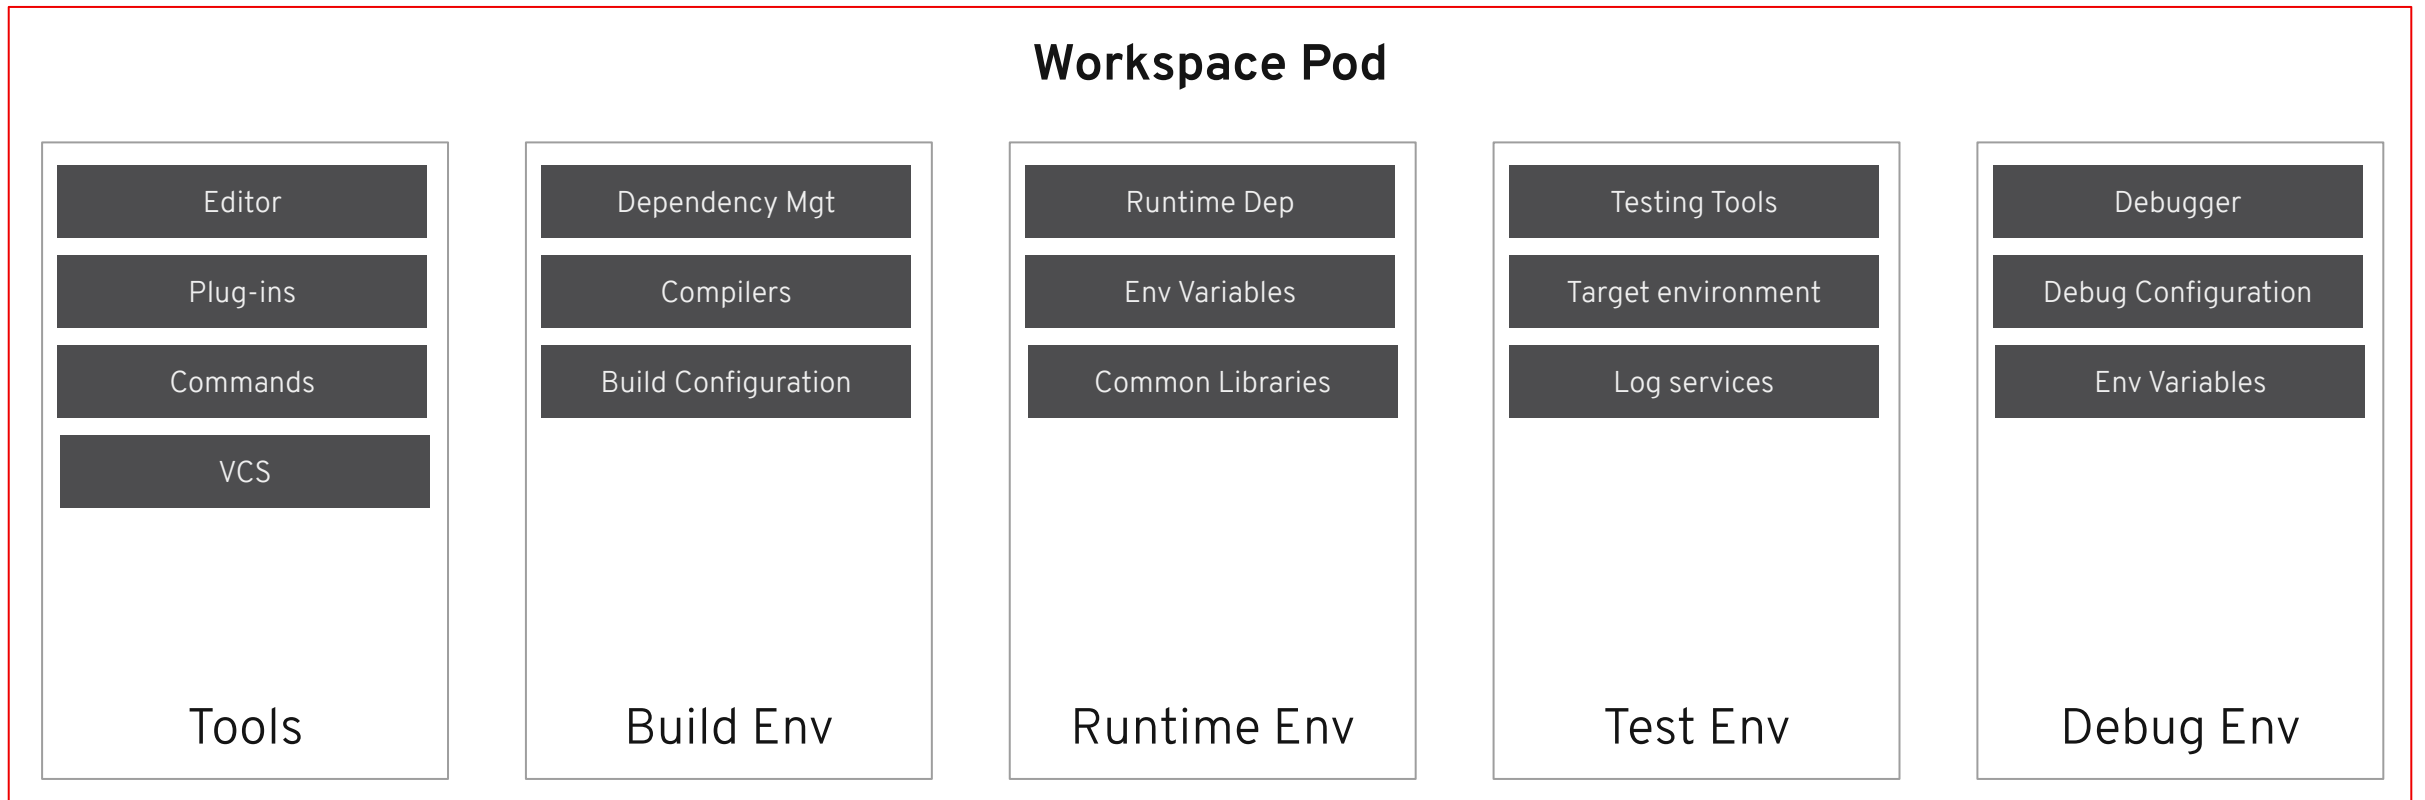 Workspace Pod
Editor
Plug-ins
Commands
VCS
Tools
Dependency Mgt
Compilers
Build Configuration
Build Env
Runtime Dep
Env Variables
Common Libraries
Runtime Env
Testing Tools
Target environment
Log services
Test Env
Debugger
Debug Configuration
Env Variables
Debug Env